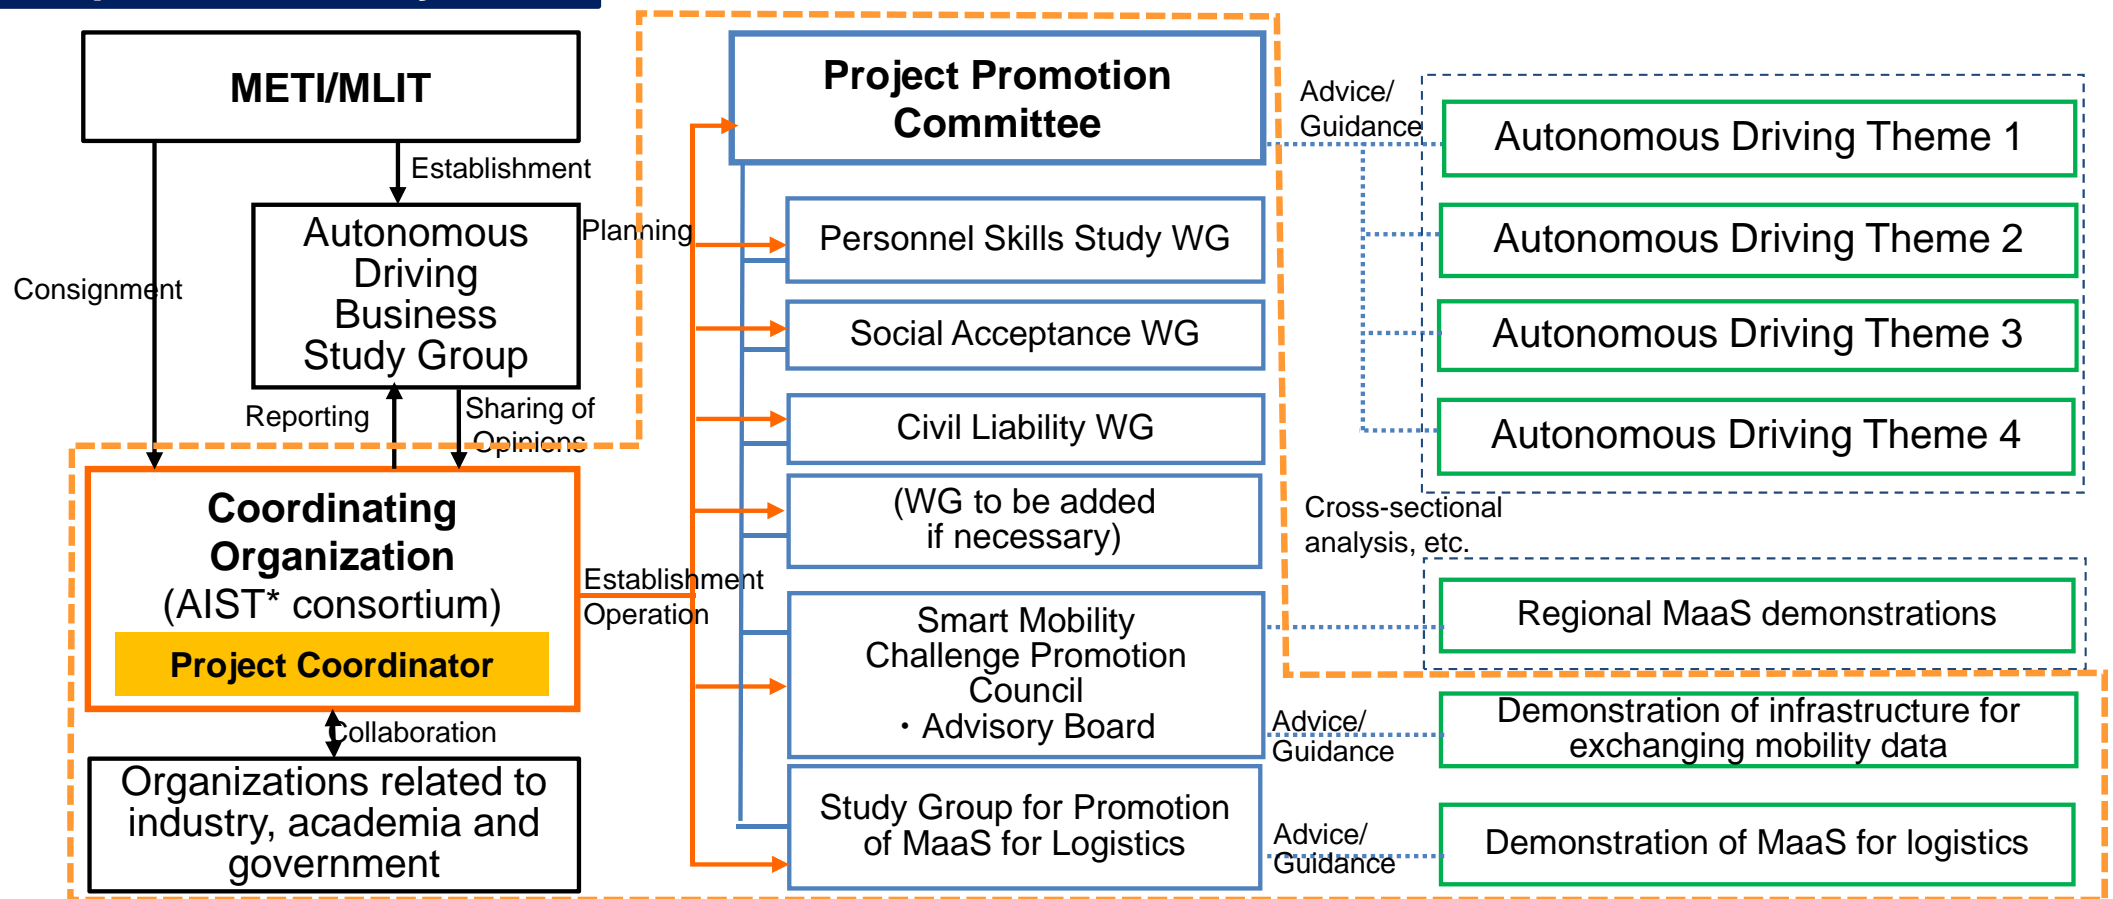 METI/MLIT
Establishment
Consignment
Autonomous
Driving
Business
Study Group
Reporting
Sharing of
Opinions
Coordinating
Organization
(AIST* consortium)
Project Coordinator
Collaboration
Organizations related to
industry, academia and
government
Planning
Establishment
Operation
Project Promotion
Committee
Personnel Skills Study WG
Social Acceptance WG
Civil Liability WG
(WG to be added
if necessary)
Smart Mobility
Challenge Promotion
Council
・Advisory Board
Study Group for Promotion
of MaaS for Logistics
Advice/
Guidance
Autonomous Driving Theme 1
Autonomous Driving Theme 2
Autonomous Driving Theme 3
Autonomous Driving Theme 4
Cross-sectional
analysis, etc.
Regional MaaS demonstrations
Advice/
Guidance
Demonstration of infrastructure for
exchanging mobility data
Advice/
Guidance
Demonstration of MaaS for logistics